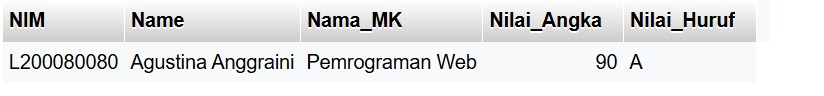 NIM Name Nama_MK Nilai_Angka Nilai_Huruf
L200080080 Agustina Anggraini Pemrograman Web 90 A